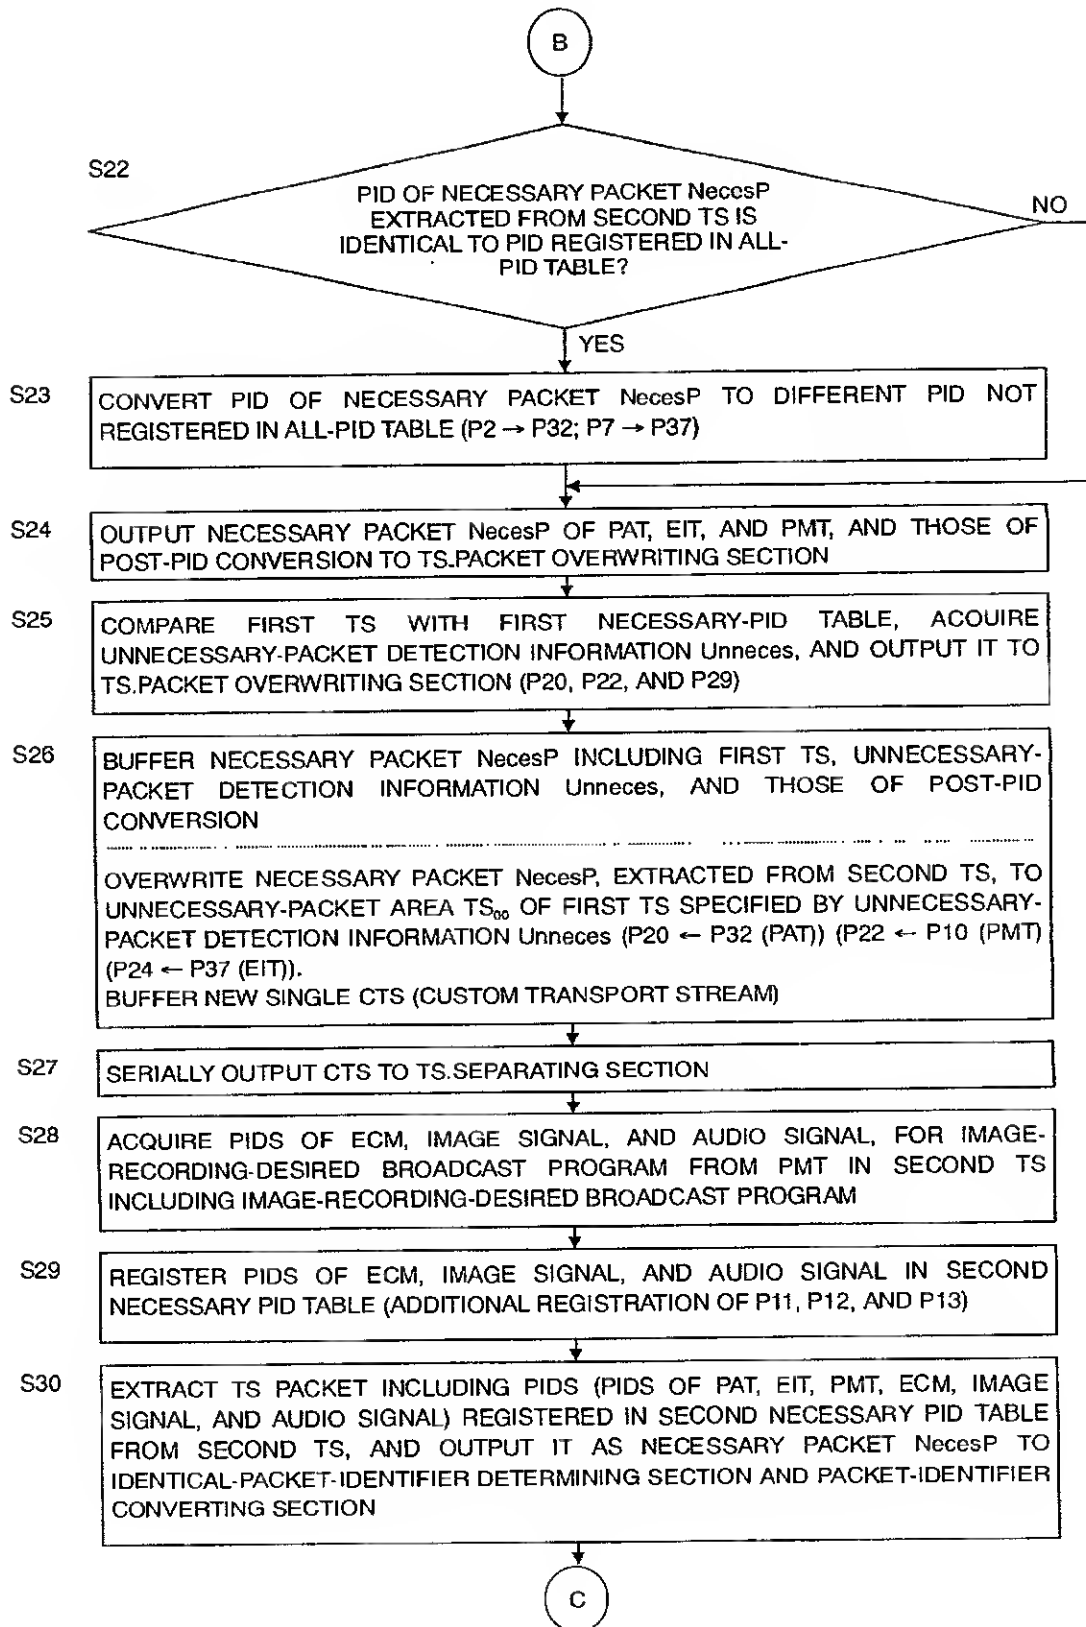 B
S22
PID OF NECESSARY PACKET NecesP
EXTRACTED FROM SECOND TS IS
IDENTICAL TO PID REGISTERED IN ALL-
PID TABLE?
NO
YES
S23
CONVERT PID OF NECESSARY PACKET NecesP TO DIFFERENT PID NOT
REGISTERED IN ALL-PID TABLE (P2 → P32; P7 → P37)
S24
OUTPUT NECESSARY PACKET NecesP OF PAT, EIT, AND PMT, AND THOSE OF
POST-PID CONVERSION TO TS.PACKET OVERWRITING SECTION
S25
COMPARE FIRST TS WITH FIRST NECESSARY-PID TABLE, ACQUIRE
UNNECESSARY-PACKET DETECTION INFORMATION Unneces, AND OUTPUT IT TO
TS.PACKET OVERWRITING SECTION (P20, P22, AND P29)
S26
BUFFER NECESSARY PACKET NecesP INCLUDING FIRST TS, UNNECESSARY-
PACKET DETECTION INFORMATION Unneces, AND THOSE OF POST-PID
CONVERSION
OVERWRITE NECESSARY PACKET NecesP, EXTRACTED FROM SECOND TS, TO
UNNECESSARY-PACKET AREA TS₀₀ OF FIRST TS SPECIFIED BY UNNECESSARY-
PACKET DETECTION INFORMATION Unneces (P20 ← P32 (PAT)) (P22 ← P10 (PMT)
(P24 ← P37 (EIT)).
BUFFER NEW SINGLE CTS (CUSTOM TRANSPORT STREAM)
S27
SERIALLY OUTPUT CTS TO TS.SEPARATING SECTION
S28
ACQUIRE PIDS OF ECM, IMAGE SIGNAL, AND AUDIO SIGNAL, FOR IMAGE-
RECORDING-DESIRED BROADCAST PROGRAM FROM PMT IN SECOND TS
INCLUDING IMAGE-RECORDING-DESIRED BROADCAST PROGRAM
S29
REGISTER PIDS OF ECM, IMAGE SIGNAL, AND AUDIO SIGNAL IN SECOND
NECESSARY PID TABLE (ADDITIONAL REGISTRATION OF P11, P12, AND P13)
S30
EXTRACT TS PACKET INCLUDING PIDS (PIDS OF PAT, EIT, PMT, ECM, IMAGE
SIGNAL, AND AUDIO SIGNAL) REGISTERED IN SECOND NECESSARY PID TABLE
FROM SECOND TS, AND OUTPUT IT AS NECESSARY PACKET NecesP TO
IDENTICAL-PACKET-IDENTIFIER DETERMINING SECTION AND PACKET-IDENTIFIER
CONVERTING SECTION
C